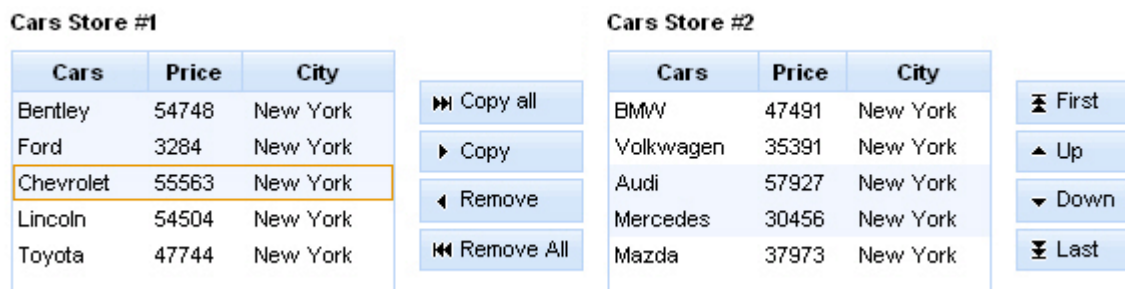 Cars Store #1
Cars Price City
Bentley 54748 New York
Ford 3284 New York
Chevrolet 55563 New York
Lincoln 54504 New York
Toyota 47744 New York
Copy all
Copy
Remove
Remove All
Cars Store #2
Cars Price City
BMW 47491 New York
Volkwagen 35391 New York
Audi 57927 New York
Mercedes 30456 New York
Mazda 37973 New York
First
Up
Down
Last